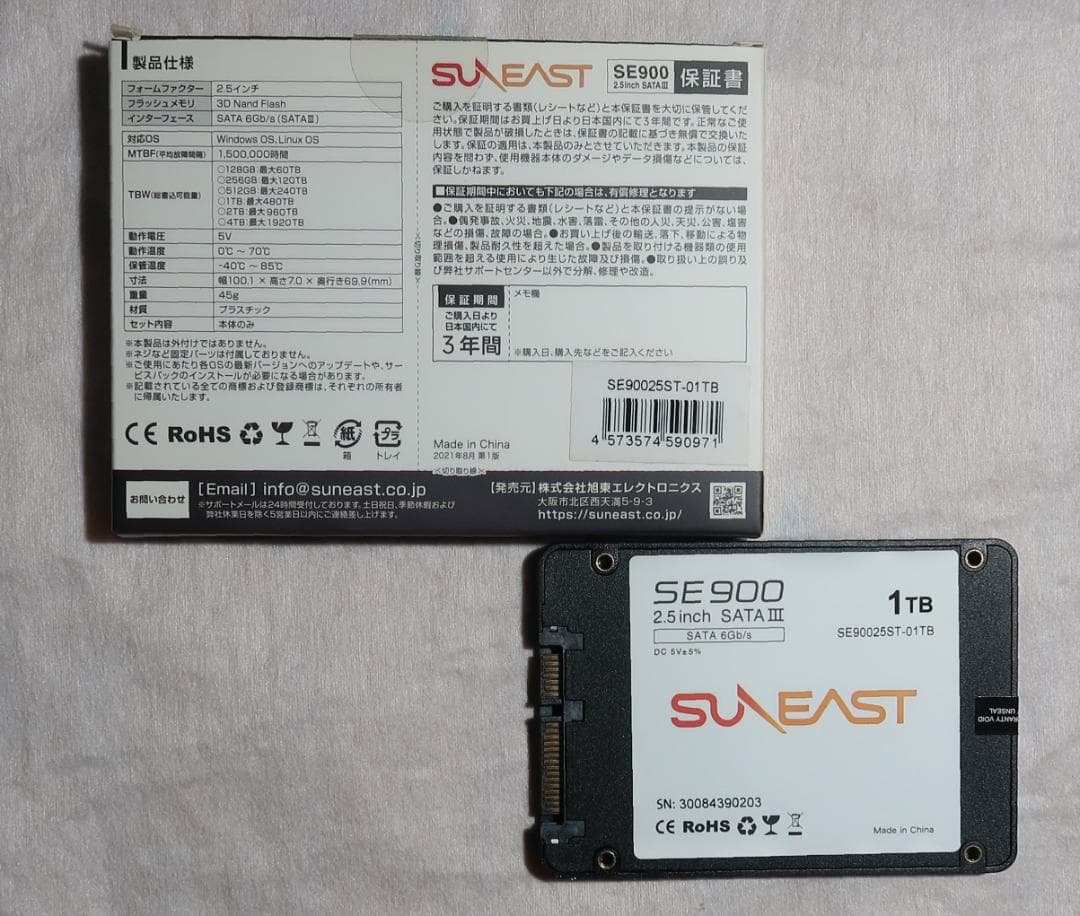 製品仕様
フォームファクター 2.5インチ
フラッシュメモリ 3D Nand Flash
インターフェース SATA 6Gb/s (SATAⅢ)
対応OS Windows OS, Linux OS
MTBF(平均故障間隔) 1,500,000時間
TBW(総書込可能量)
○128GB:最大60TB
○256GB:最大120TB
○512GB:最大240TB
○1TB:最大480TB
○2TB:最大960TB
○4TB:最大1920TB
動作電圧 5V
動作温度 0℃ ～ 70℃
保管温度 -40℃ ～ 85℃
寸法 幅100.1 × 高さ7.0 × 奥行き69.9(mm)
重量 45g
材質 プラスチック
セット内容 本体のみ
※本製品は外付けではありません。
※ネジなど固定パーツは付属しておりません。
※ご使用にあたり各OSの最新バージョンへのアップデートや、サー
ビスパックのインストールが必要になる場合があります。
※記載されている全ての商標および登録商標は、それぞれの所有者
に帰属いたします。
CE RoHS 紙 プラ
箱 トレイ
SUNEAST SE900 2.5inch SATAⅢ 保証書
ご購入を証明する書類(レシートなど)と本保証書を大切に保管してくだ
さい。保証期間はお買上げ日より日本国内にて3年間です。正常なご使
用状態で製品が破損したときは、保証書の記載に基づき無償で交換いた
します。保証の適用は、本製品のみとさせていただきます。本製品の保証
内容を問わず、使用機器本体のダメージやデータ損傷などについては、
保証しかねます。
■保証期間中においても下記の場合は、有償修理となります
●ご購入を証明する書類(レシートなど)と本保証書の提示がない場
合。●偶発事故、火災、地震、水害、落雷、その他の人災、天災、公害、塩害
などの損傷、故障の場合。●お買い上げ後の輸送、落下、移動による物
理損傷、製品耐久性を超えた場合。●製品を取り付ける機器類の使用
範囲を超える使用により生じた故障及び損傷。●取り扱い上の誤り及
び弊社サポートセンター以外で分解、修理や改造。
切り取り線
保証期間 メモ欄
ご購入日より
日本国内にて
3年間 ※購入日、購入先などをご記入ください
SE90025ST-01TB
4 573574 590971
Made in China
2021年8月 第1版
切り取り線
お問い合わせ [Email] info@suneast.co.jp
※サポートメールは24時間受付しております。土日祝日、季節休暇および
弊社休業日を除く5営業日以内にご連絡差し上げます。
【発売元】株式会社旭東エレクトロニクス
大阪市北区西天満5-9-3
https://suneast.co.jp/
SE900
2.5inch SATAⅢ
SATA 6Gb/s
DC 5V±5%
1TB
SE90025ST-01TB
SUNEAST
RANTY VOID
UNSEAL
SN: 30084390203
CE RoHS
Made in China